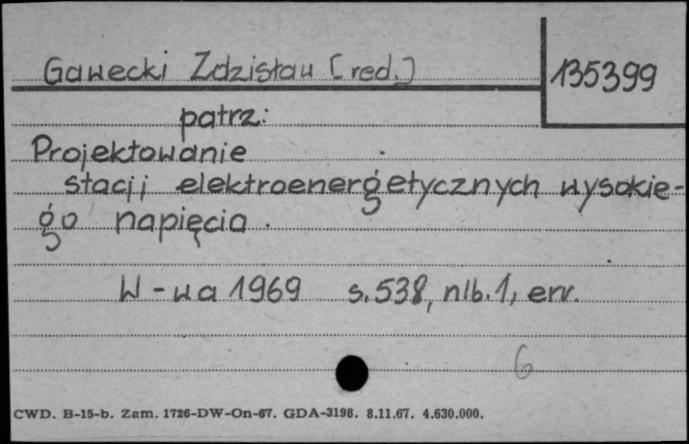 Gawecki Zdzisław [red.]
135399
patrz:
Projektowanie
stacji elektroenergetycznych wysokie-
go napięcia.
W-wa 1969 s. 538, nlb. 1, err.
6
CWD. B-15-b. Zam. 1726-DW-On-67. GDA-3198. 8.11.67. 4.630.000.